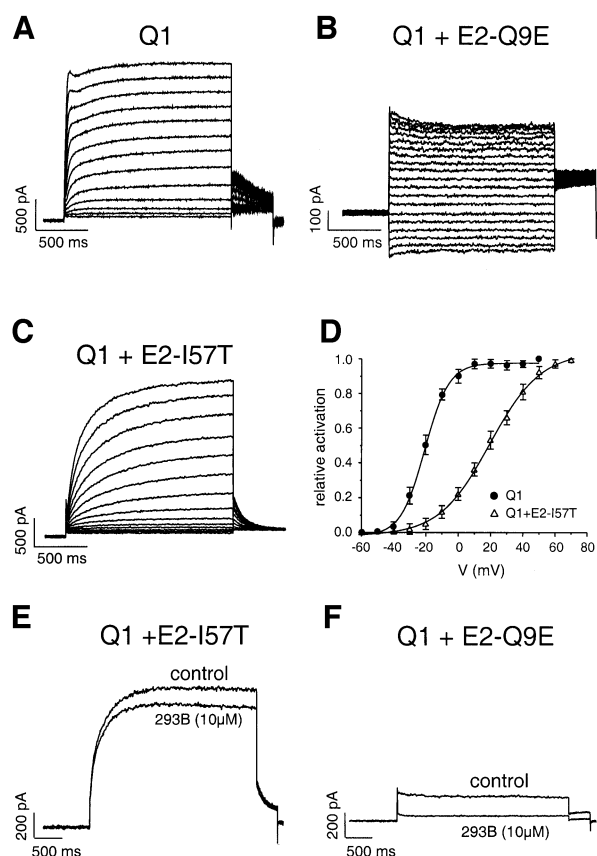 A
Q1
500 pA
500 ms
B
Q1 + E2-Q9E
100 pA
500 ms
C
Q1 + E2-I57T
500 pA
500 ms
D
relative activation
1.0
0.8
0.6
0.4
0.2
0.0
-60 -40 -20 0 20 40 60 80
V (mV)
Q1
Q1+E2-I57T
E
Q1 +E2-I57T
control
293B (10µM)
200 pA
500 ms
F
Q1 + E2-Q9E
control
293B (10µM)
200 pA
500 ms